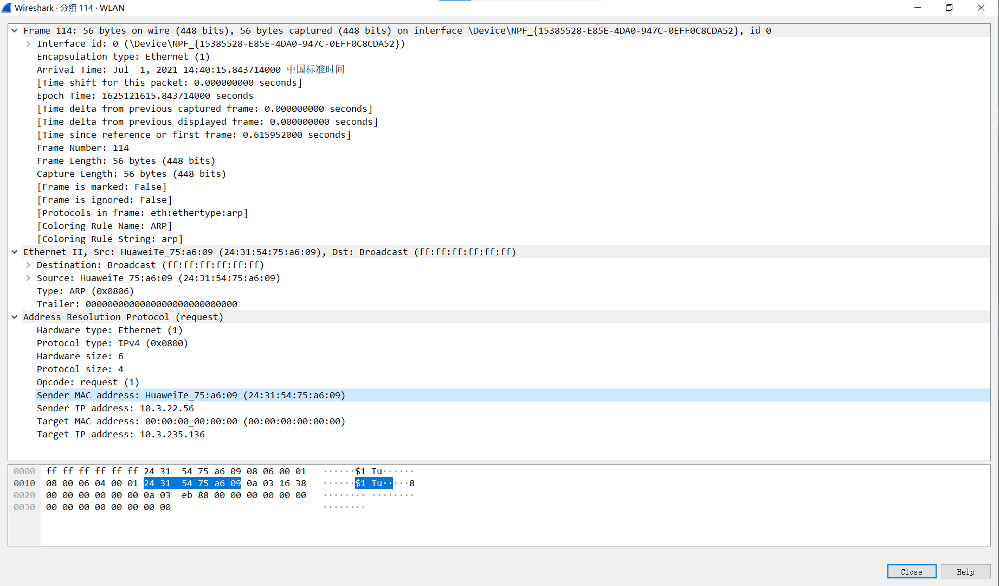 Wireshark · 分组 114 · WLAN
Frame 114: 56 bytes on wire (448 bits), 56 bytes captured (448 bits) on interface \Device\NPF_{15385528-E85E-4DA0-947C-0EFF0C8CDA52}, id 0
Interface id: 0 (\Device\NPF_{15385528-E85E-4DA0-947C-0EFF0C8CDA52})
Encapsulation type: Ethernet (1)
Arrival Time: Jul  1, 2021 14:40:15.843714000 中国标准时间
[Time shift for this packet: 0.000000000 seconds]
Epoch Time: 1625121615.843714000 seconds
[Time delta from previous captured frame: 0.000000000 seconds]
[Time delta from previous displayed frame: 0.000000000 seconds]
[Time since reference or first frame: 0.615952000 seconds]
Frame Number: 114
Frame Length: 56 bytes (448 bits)
Capture Length: 56 bytes (448 bits)
[Frame is marked: False]
[Frame is ignored: False]
[Protocols in frame: eth:ethertype:arp]
[Coloring Rule Name: ARP]
[Coloring Rule String: arp]
Ethernet II, Src: HuaweiTe_75:a6:09 (24:31:54:75:a6:09), Dst: Broadcast (ff:ff:ff:ff:ff:ff)
Destination: Broadcast (ff:ff:ff:ff:ff:ff)
Source: HuaweiTe_75:a6:09 (24:31:54:75:a6:09)
Type: ARP (0x0806)
Trailer: 0000000000000000000000000000
Address Resolution Protocol (request)
Hardware type: Ethernet (1)
Protocol type: IPv4 (0x0800)
Hardware size: 6
Protocol size: 4
Opcode: request (1)
Sender MAC address: HuaweiTe_75:a6:09 (24:31:54:75:a6:09)
Sender IP address: 10.3.22.56
Target MAC address: 00:00:00_00:00:00 (00:00:00:00:00:00)
Target IP address: 10.3.235.136
0000 ff ff ff ff ff ff 24 31 54 75 a6 09 08 06 00 01 ······$1 Tu······
0010 08 00 06 04 00 01 24 31 54 75 a6 09 0a 03 16 38 ······$1 Tu·····8
0020 00 00 00 00 00 00 0a 03 eb 88 00 00 00 00 00 00 ········ ········
0030 00 00 00 00 00 00 00 00 ········
Close Help